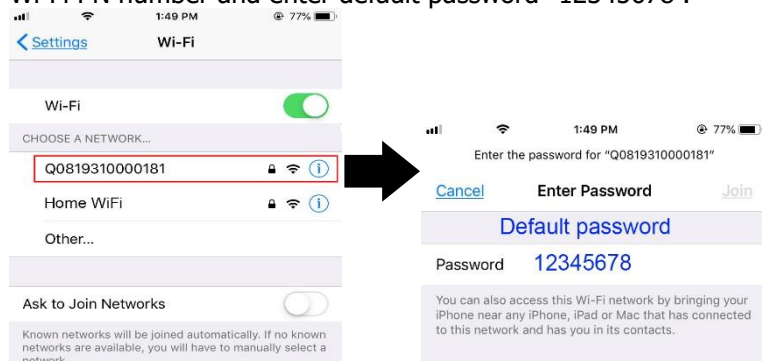 Wi-Fi PN number and enter default password "12345678".
1:49 PM
77%
Settings
Wi-Fi
Wi-Fi
CHOOSE A NETWORK...
Q0819310000181
Home WiFi
Other...
Ask to Join Networks
Known networks will be joined automatically. If no known
networks are available, you will have to manually select a
network.
1:49 PM
77%
Enter the password for “Q0819310000181”
Cancel
Enter Password
Join
Default password
Password
12345678
You can also access this Wi-Fi network by bringing your
iPhone near any iPhone, iPad or Mac that has connected
to this network and has you in its contacts.